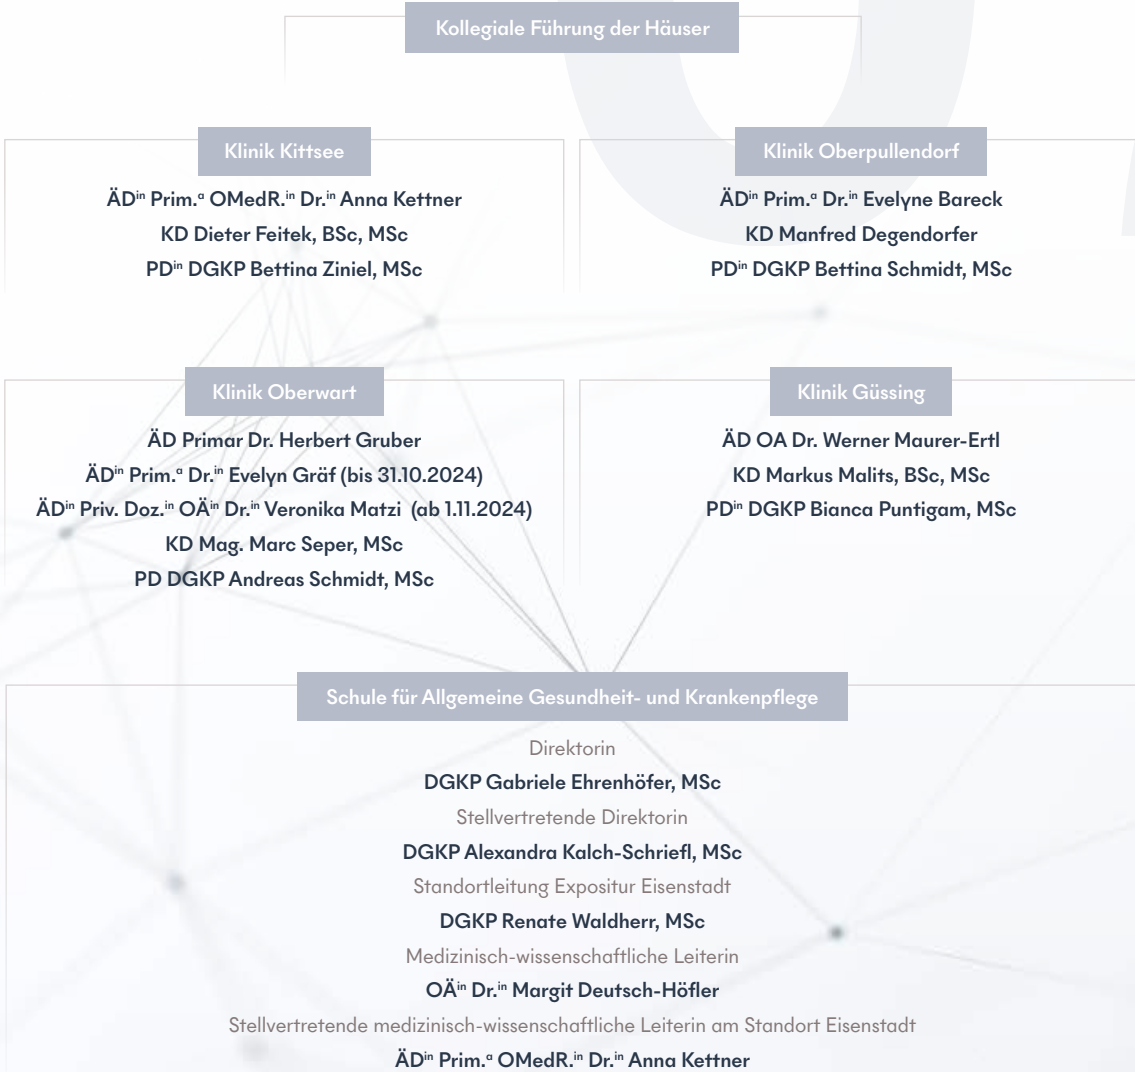 Kollegiale Führung der Häuser
Klinik Kittsee
ÄDin Prim.a OMedR.in Dr.in Anna Kettner
KD Dieter Feitek, BSc, MSc
PDin DGKP Bettina Ziniel, MSc
Klinik Oberpullendorf
ÄDin Prim.a Dr.in Evelyne Bareck
KD Manfred Degendorfer
PDin DGKP Bettina Schmidt, MSc
Klinik Oberwart
ÄD Primar Dr. Herbert Gruber
ÄDin Prim.a Dr.in Evelyn Gräf (bis 31.10.2024)
ÄDin Priv. Doz.in OÄin Dr.in Veronika Matzi (ab 1.11.2024)
KD Mag. Marc Seper, MSc
PD DGKP Andreas Schmidt, MSc
Klinik Güssing
ÄD OA Dr. Werner Maurer-Ertl
KD Markus Malits, BSc, MSc
PDin DGKP Bianca Puntigam, MSc
Schule für Allgemeine Gesundheit- und Krankenpflege
Direktorin
DGKP Gabriele Ehrenhöfer, MSc
Stellvertretende Direktorin
DGKP Alexandra Kalch-Schriefl, MSc
Standortleitung Expositur Eisenstadt
DGKP Renate Waldherr, MSc
Medizinisch-wissenschaftliche Leiterin
OÄin Dr.in Margit Deutsch-Höfler
Stellvertretende medizinisch-wissenschaftliche Leiterin am Standort Eisenstadt
ÄDin Prim.a OMedR.in Dr.in Anna Kettner